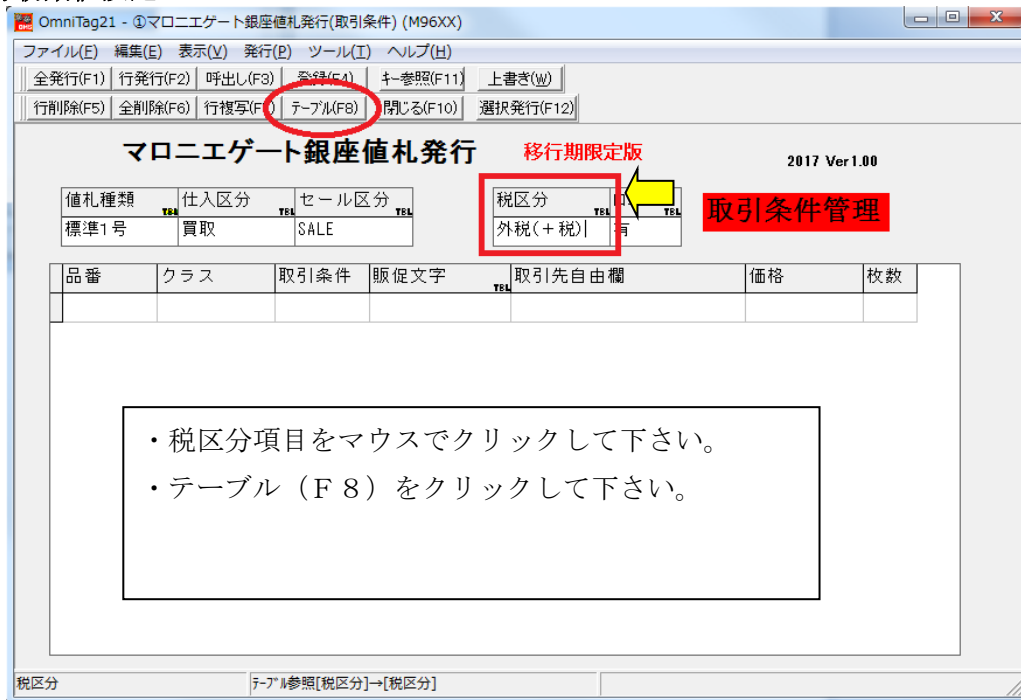 OmniTag21 - ①マロニエゲート銀座値札発行(取引条件) (M96XX)
ファイル(F) 編集(E) 表示(V) 発行(P) ツール(T) ヘルプ(H)
全発行(F1) 行発行(F2) 呼出し(F3) 登録(F4) キー参照(F11) 上書き(W)
行削除(F5) 全削除(F6) 行複写(F7) テーブル(F8) 閉じる(F10) 選択発行(F12)
マロニエゲート銀座値札発行 移行期限定版 2017 Ver1.00
値札種類 TBL 仕入区分 TBL セール区分 TBL 税区分 TBL TBL
標準1号 買取 SALE 外税(+税) 有
取引条件管理
品番 クラス 取引条件 販促文字 TBL 取引先自由欄 価格 枚数
・税区分項目をマウスでクリックして下さい。
・テーブル(F8)をクリックして下さい。
税区分 テーブル参照[税区分]→[税区分]